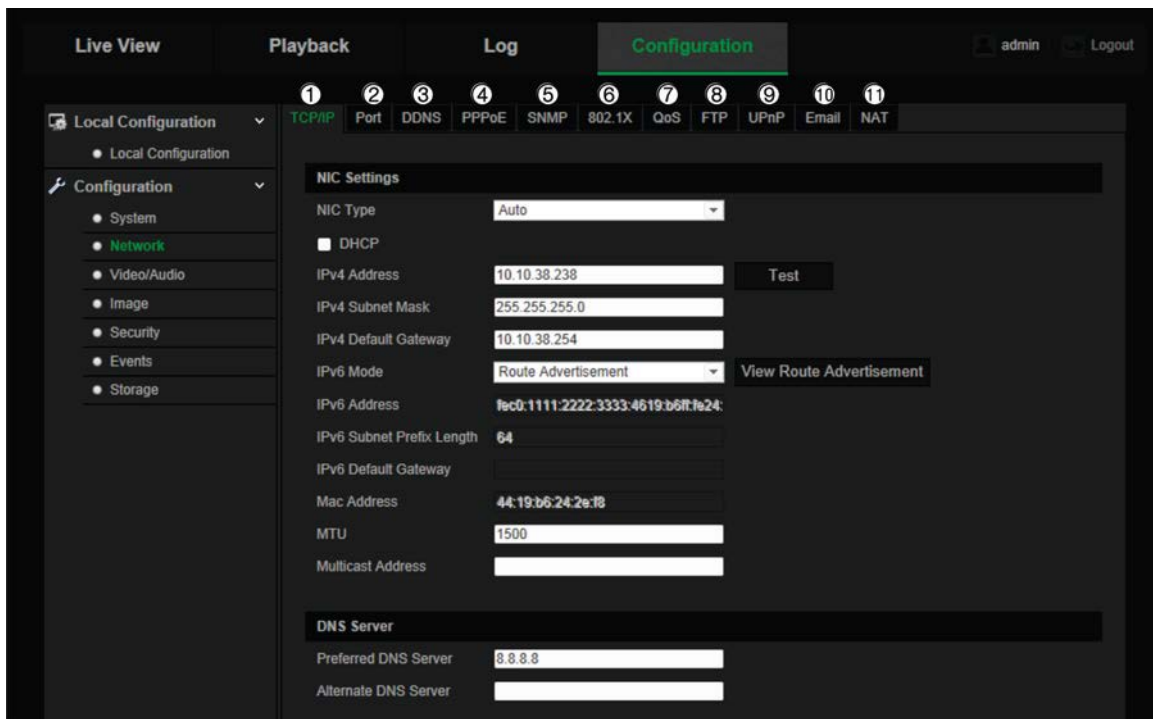 Live View Playback Log Configuration admin Logout
① ② ③ ④ ⑤ ⑥ ⑦ ⑧ ⑨ ⑩ ⑪
TCP/IP Port DDNS PPPoE SNMP 802.1X QoS FTP UPnP Email NAT
Local Configuration
Local Configuration
Configuration
System
Network
Video/Audio
Image
Security
Events
Storage
NIC Settings
NIC Type Auto
DHCP
IPv4 Address 10.10.38.238 Test
IPv4 Subnet Mask 255.255.255.0
IPv4 Default Gateway 10.10.38.254
IPv6 Mode Route Advertisement View Route Advertisement
IPv6 Address fec0:1111:2222:3333:4619:b6ff:fe24:
IPv6 Subnet Prefix Length 64
IPv6 Default Gateway
Mac Address 44:19:b6:24:2e:f8
MTU 1500
Multicast Address
DNS Server
Preferred DNS Server 8.8.8.8
Alternate DNS Server